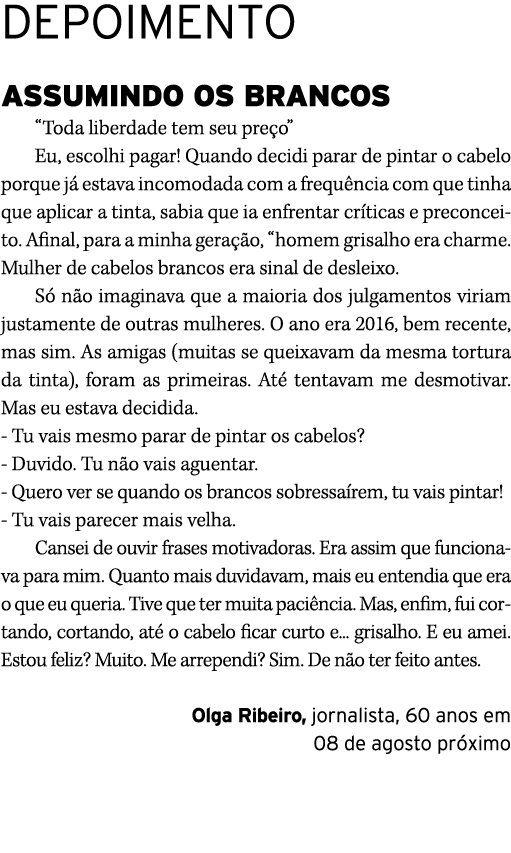 DEPOIMENTO
ASSUMINDO OS BRANCOS
“Toda liberdade tem seu preço”
Eu, escolhi pagar! Quando decidi parar de pintar o cabelo
porque já estava incomodada com a frequência com que tinha
que aplicar a tinta, sabia que ia enfrentar críticas e preconcei-
to. Afinal, para a minha geração, “homem grisalho era charme.
Mulher de cabelos brancos era sinal de desleixo.
Só não imaginava que a maioria dos julgamentos viriam
justamente de outras mulheres. O ano era 2016, bem recente,
mas sim. As amigas (muitas se queixavam da mesma tortura
da tinta), foram as primeiras. Até tentavam me desmotivar.
Mas eu estava decidida.
- Tu vais mesmo parar de pintar os cabelos?
- Duvido. Tu não vais aguentar.
- Quero ver se quando os brancos sobressaírem, tu vais pintar!
- Tu vais parecer mais velha.
Cansei de ouvir frases motivadoras. Era assim que funciona-
va para mim. Quanto mais duvidavam, mais eu entendia que era
o que eu queria. Tive que ter muita paciência. Mas, enfim, fui cor-
tando, cortando, até o cabelo ficar curto e... grisalho. E eu amei.
Estou feliz? Muito. Me arrependi? Sim. De não ter feito antes.
Olga Ribeiro, jornalista, 60 anos em
08 de agosto próximo